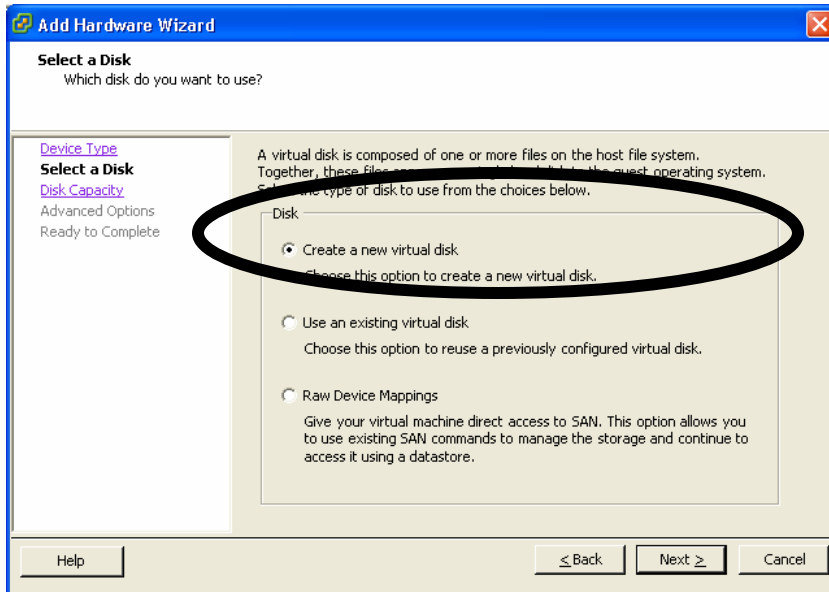 Add Hardware Wizard
Select a Disk
Which disk do you want to use?
Device Type
Select a Disk
Disk Capacity
Advanced Options
Ready to Complete
A virtual disk is composed of one or more files on the host file system.
Together, these files operating system.
type of disk to use from the choices below.
Disk
Create a new virtual disk
Choose this option to create a new virtual disk.
Use an existing virtual disk
Choose this option to reuse a previously configured virtual disk.
Raw Device Mappings
Give your virtual machine direct access to SAN. This option allows you
to use existing SAN commands to manage the storage and continue to
access it using a datastore.
Help
< Back
Next >
Cancel